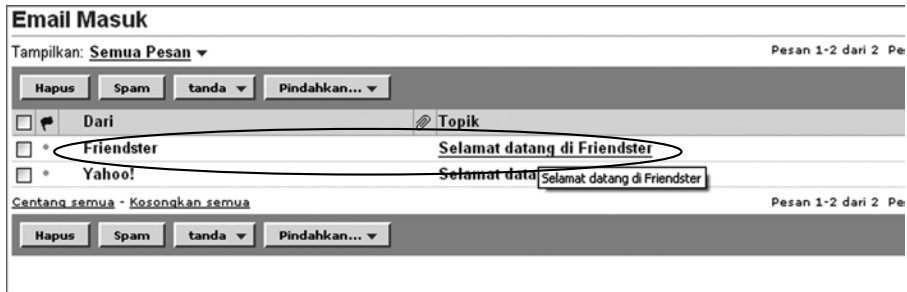 Email Masuk
Tampilkan: Semua Pesan Pesan 1-2 dari 2
Hapus Spam tanda Pindahkan...
Dari Topik
Friendster Selamat datang di Friendster
Yahoo! Selamat
Selamat datang di Friendster
Centang semua - Kosongkan semua Pesan 1-2 dari 2
Hapus Spam tanda Pindahkan...